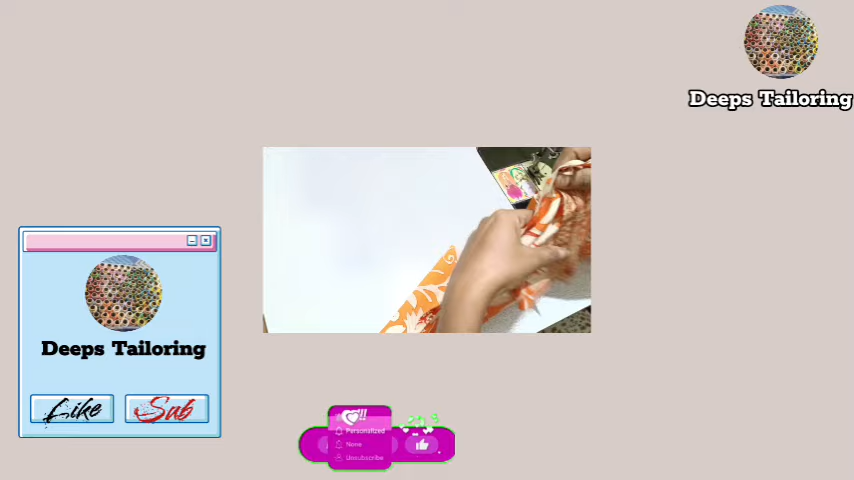 Deeps Tailoring
Deeps Tailoring
Like
Sub
!!!
Personalized
None
Unsubscribe